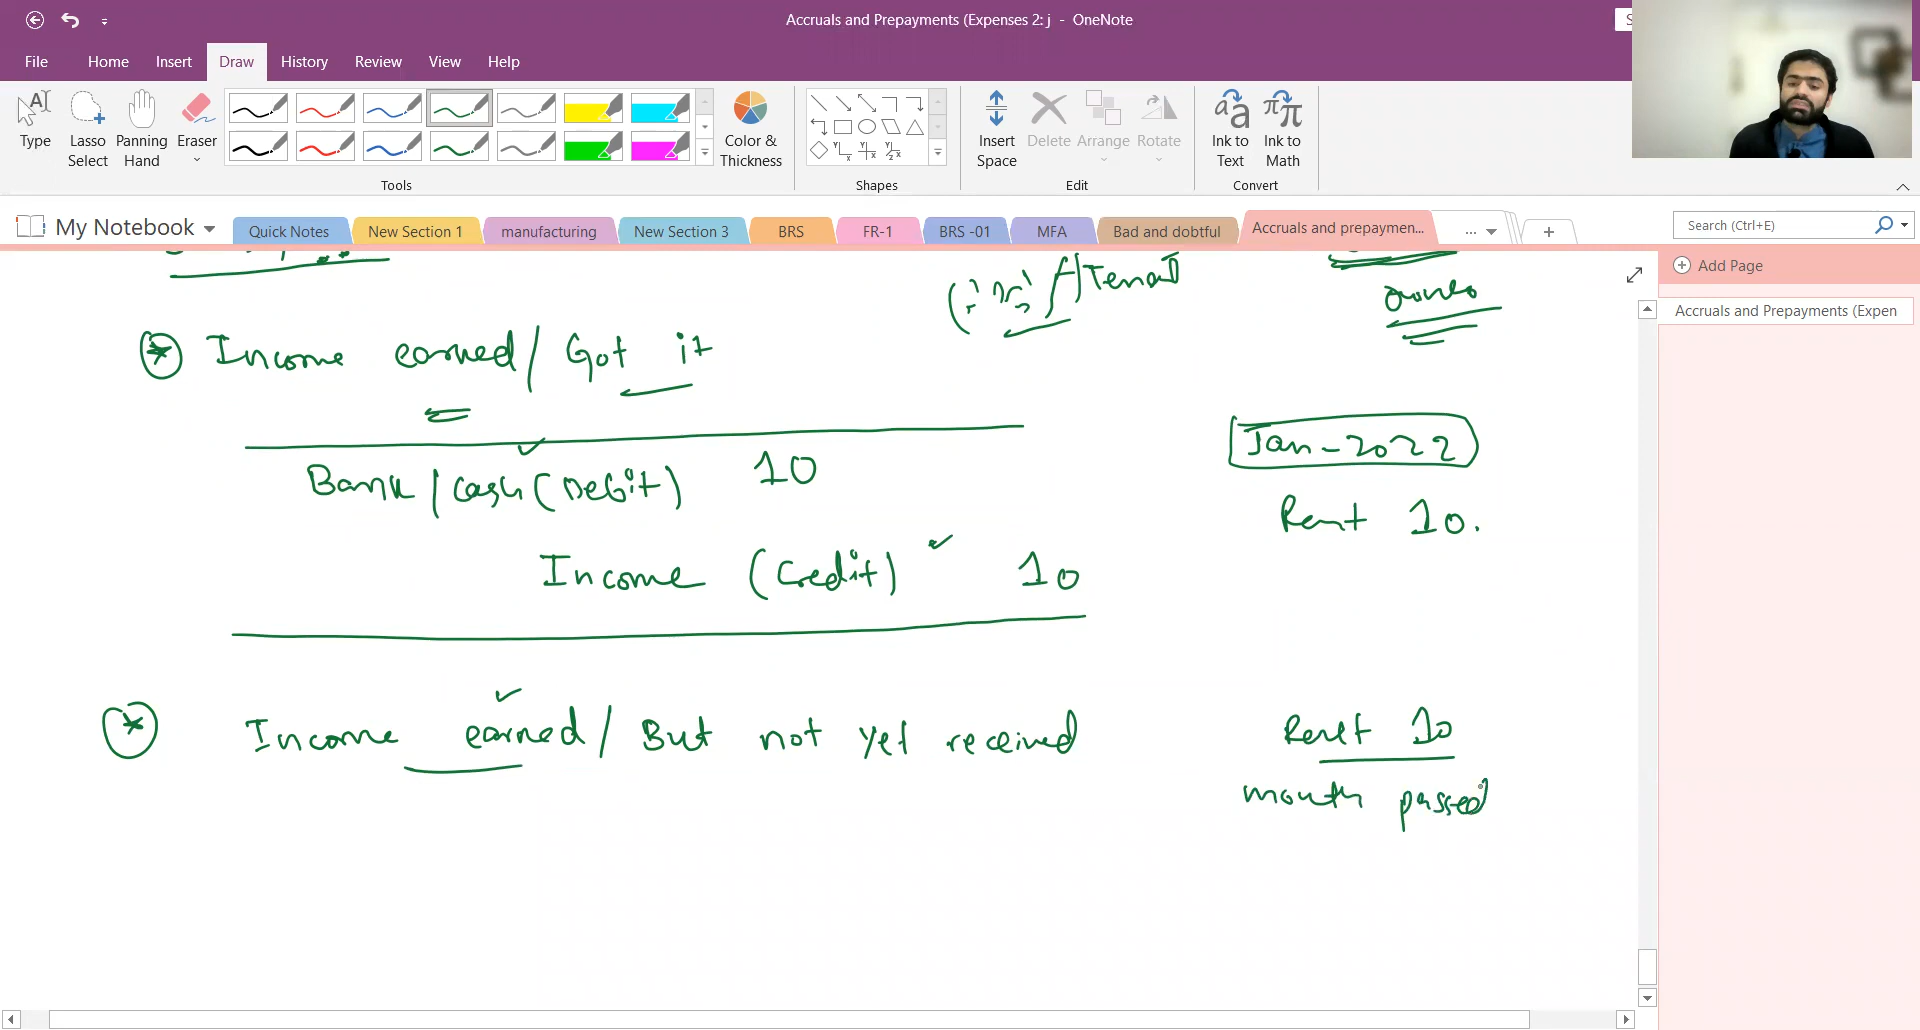 Accruals and Prepayments (Expenses 2: j - OneNote
File Home Insert Draw History Review View Help
Type
Lasso Select
Panning Hand
Eraser
Color & Thickness
Insert Space
Delete
Arrange
Rotate
Ink to Text
Ink to Math
Tools Shapes Edit Convert
My Notebook
Quick Notes New Section 1 manufacturing New Section 3 BRS FR-1 BRS -01 MFA Bad and dobtful Accruals and prepaymen... ... +
Search (Ctrl+E)
Add Page
Accruals and Prepayments (Expen
Tenant
owner
* Income earned / Got it
Bank / Cash (Debit) 10
Income (Credit) 10
Jan - 2022
Rent 10.
* Income earned / But not yet received
Rent 10
month passed